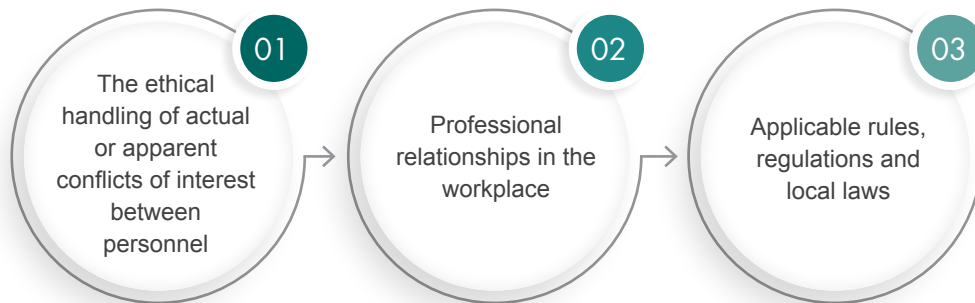 01
The ethical
handling of actual
or apparent
conflicts of interest
between
personnel
02
Professional
relationships in the
workplace
03
Applicable rules,
regulations and
local laws